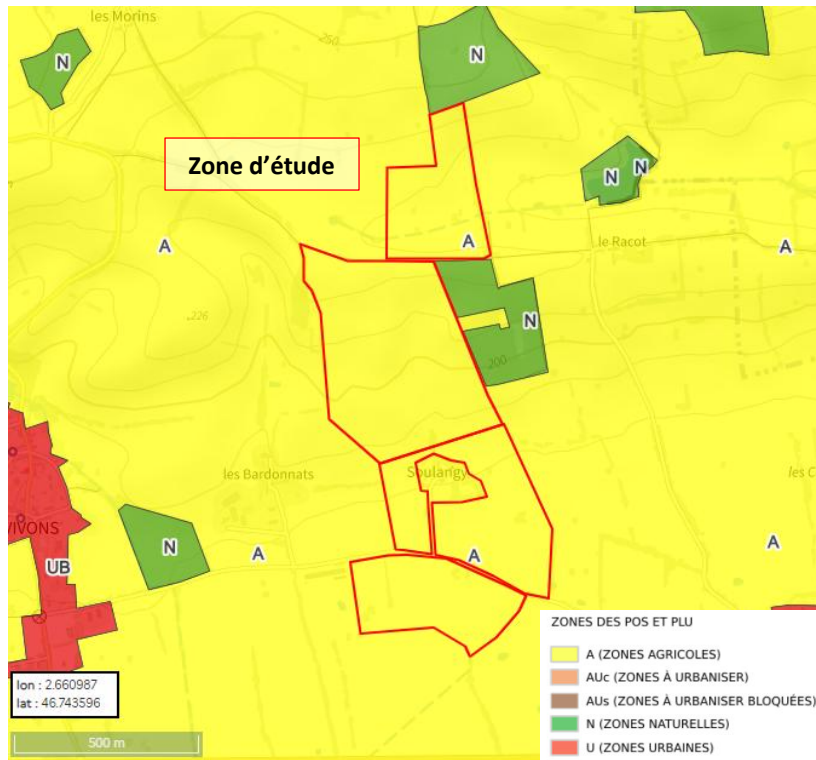 les Morins
250
N
N
Zone d'étude
N
N
A
A
le Racot
A
226
N
200
les Bardonnats
Soulangy
les C
VIVONS
N
A
A
A
UB
ZONES DES POS ET PLU
A (ZONES AGRICOLES)
AUc (ZONES À URBANISER)
AUs (ZONES À URBANISER BLOQUÉES)
N (ZONES NATURELLES)
U (ZONES URBAINES)
lon : 2.660987
lat : 46.743596
500 m